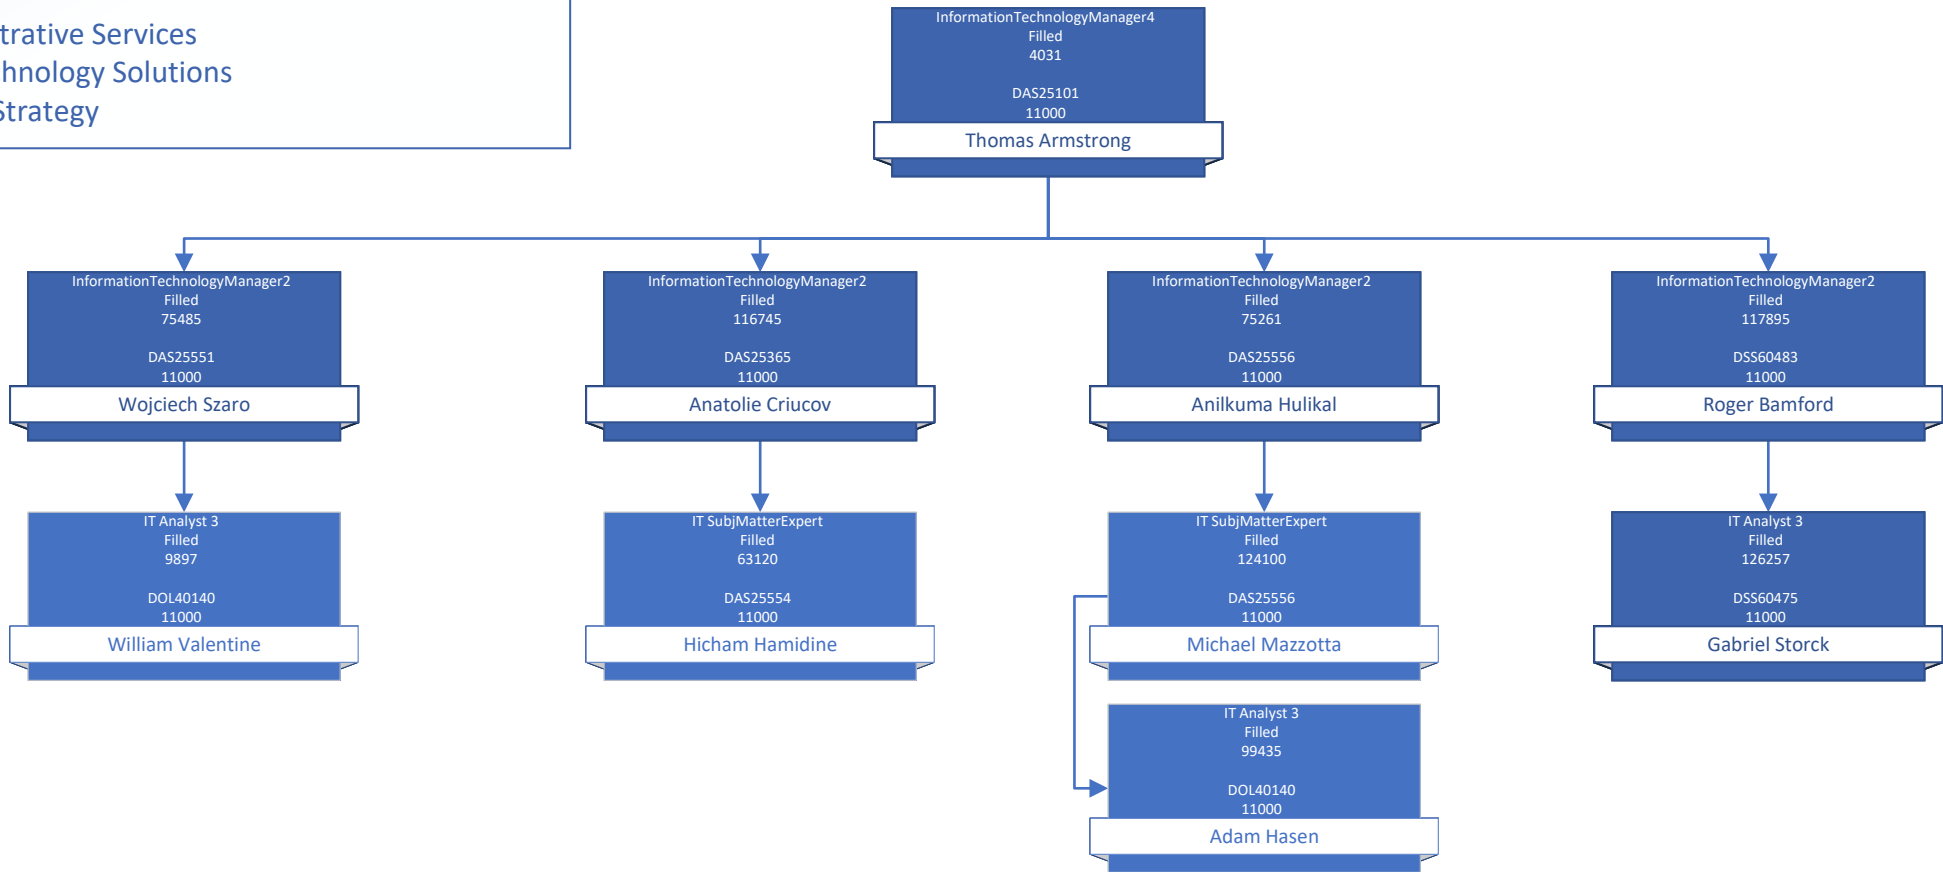 trative Services
hnology Solutions
Strategy
InformationTechnologyManager4
Filled
4031
DAS25101
11000
Thomas Armstrong
InformationTechnologyManager2
Filled
75485
DAS25551
11000
Wojciech Szaro
InformationTechnologyManager2
Filled
116745
DAS25365
11000
Anatolie Criucov
InformationTechnologyManager2
Filled
75261
DAS25556
11000
Anilkuma Hulikal
InformationTechnologyManager2
Filled
117895
DSS60483
11000
Roger Bamford
IT Analyst 3
Filled
9897
DOL40140
11000
William Valentine
IT SubjMatterExpert
Filled
63120
DAS25554
11000
Hicham Hamidine
IT SubjMatterExpert
Filled
124100
DAS25556
11000
Michael Mazzotta
IT Analyst 3
Filled
126257
DSS60475
11000
Gabriel Storck
IT Analyst 3
Filled
99435
DOL40140
11000
Adam Hasen